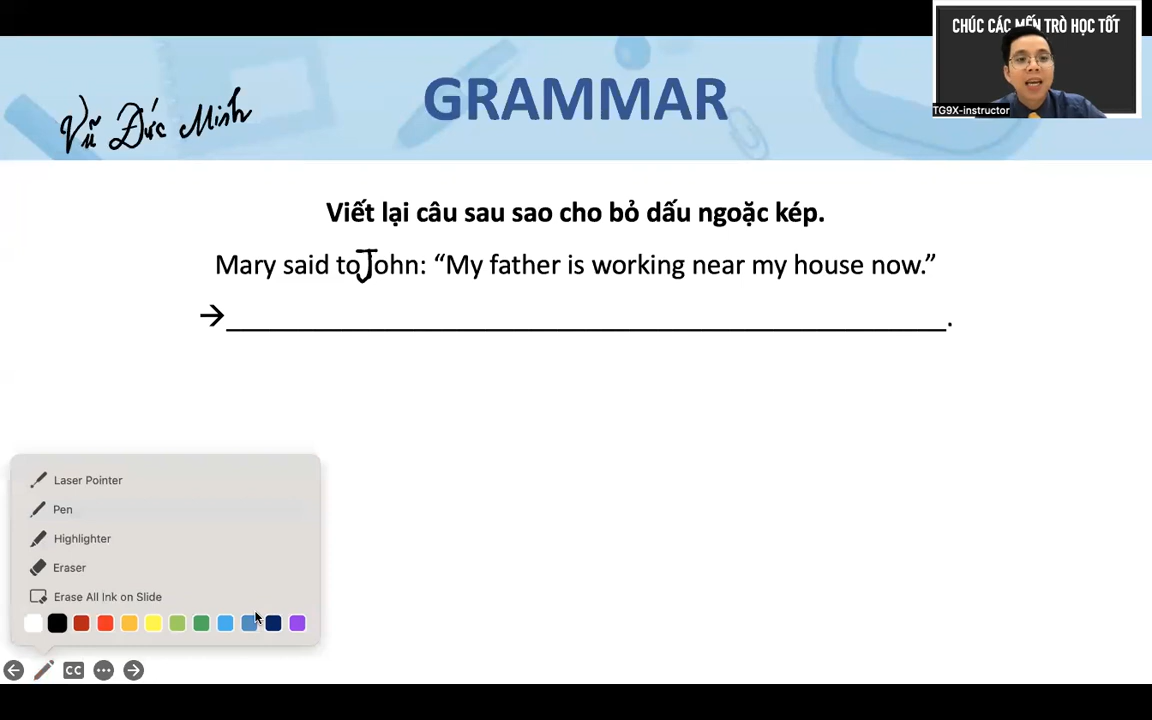 CHÚC CÁC MẾN TRÒ HỌC TỐT
TG9X-instructor
GRAMMAR
Vũ Đức Minh
Viết lại câu sau sao cho bỏ dấu ngoặc kép.
Mary said to John: “My father is working near my house now.”
→___________________________________________________.
Laser Pointer
Pen
Highlighter
Eraser
Erase All Ink on Slide
CC